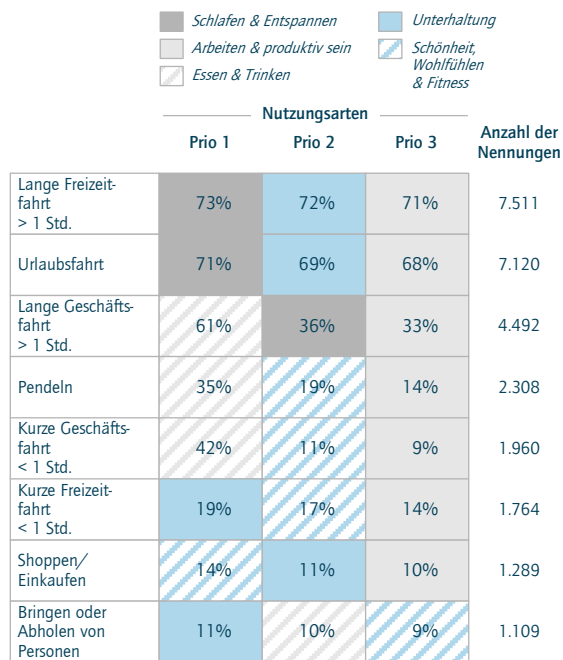 Schlafen & Entspannen
Unterhaltung
Arbeiten & produktiv sein
Schönheit,
Wohlfühlen
& Fitness
Essen & Trinken
Nutzungsarten
Prio 1
Prio 2
Prio 3
Anzahl der
Nennungen
Lange Freizeit-
fahrt
> 1 Std.
73%
72%
71%
7.511
Urlaubsfahrt
71%
69%
68%
7.120
Lange Geschäfts-
fahrt
> 1 Std.
61%
36%
33%
4.492
Pendeln
35%
19%
14%
2.308
Kurze Geschäfts-
fahrt
< 1 Std.
42%
11%
9%
1.960
Kurze Freizeit-
fahrt
< 1 Std.
19%
17%
14%
1.764
Shoppen/
Einkaufen
14%
11%
10%
1.289
Bringen oder
Abholen von
Personen
11%
10%
9%
1.109